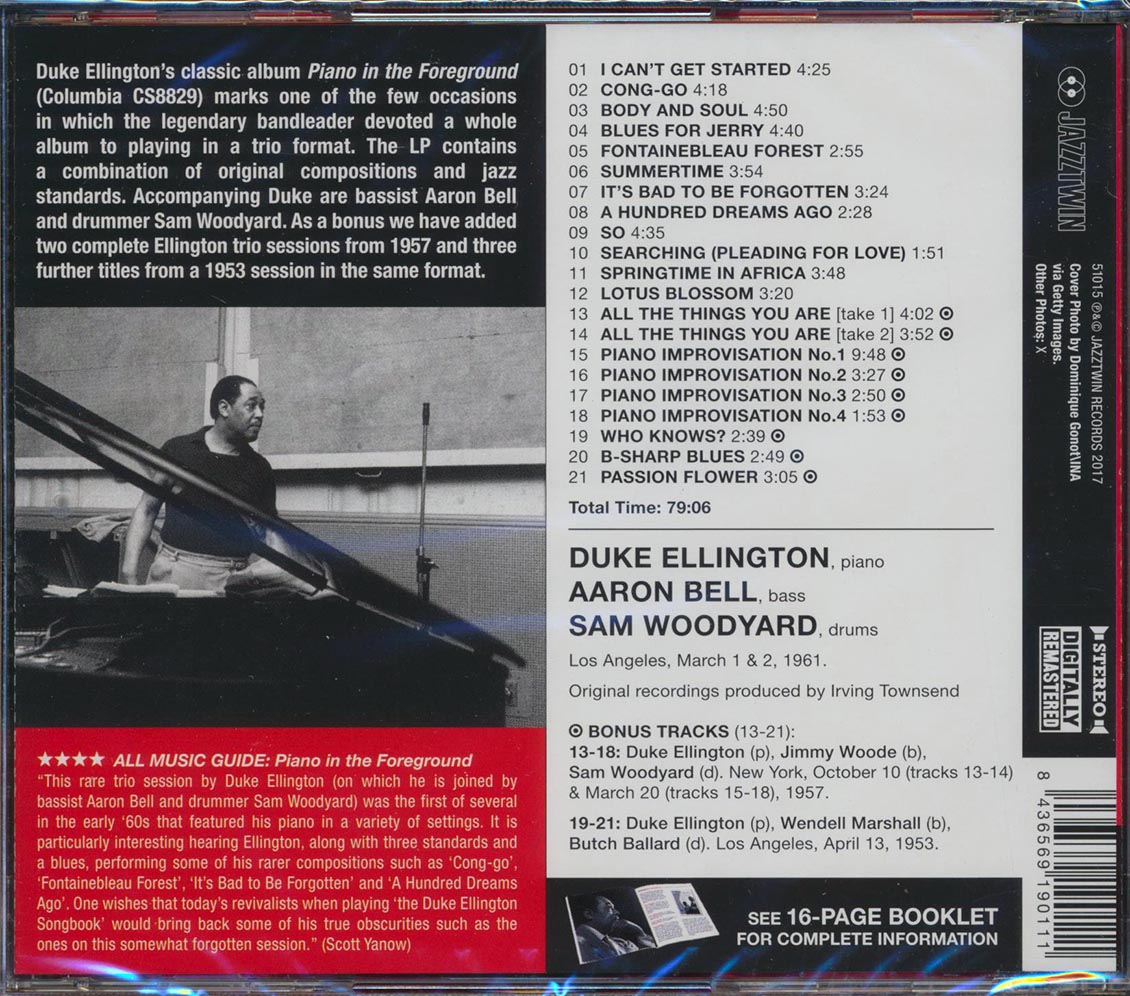 Duke Ellington's classic album Piano in the Foreground
(Columbia CS8829) marks one of the few occasions
in which the legendary bandleader devoted a whole
album to playing in a trio format. The LP contains
a combination of original compositions and jazz
standards. Accompanying Duke are bassist Aaron Bell
and drummer Sam Woodyard. As a bonus we have added
two complete Ellington trio sessions from 1957 and three
further titles from a 1953 session in the same format.
★★★★ ALL MUSIC GUIDE: Piano in the Foreground
“This rare trio session by Duke Ellington (on which he is joined by
bassist Aaron Bell and drummer Sam Woodyard) was the first of several
in the early ‘60s that featured his piano in a variety of settings. It is
particularly interesting hearing Ellington, along with three standards and
a blues, performing some of his rarer compositions such as ‘Cong-go’,
‘Fontainebleau Forest’, ‘It’s Bad to Be Forgotten’ and ‘A Hundred Dreams
Ago’. One wishes that today’s revivalists when playing ‘the Duke Ellington
Songbook’ would bring back some of his true obscurities such as the
ones on this somewhat forgotten session.” (Scott Yanow)
01 I CAN'T GET STARTED 4:25
02 CONG-GO 4:18
03 BODY AND SOUL 4:50
04 BLUES FOR JERRY 4:40
05 FONTAINEBLEAU FOREST 2:55
06 SUMMERTIME 3:54
07 IT'S BAD TO BE FORGOTTEN 3:24
08 A HUNDRED DREAMS AGO 2:28
09 SO 4:35
10 SEARCHING (PLEADING FOR LOVE) 1:51
11 SPRINGTIME IN AFRICA 3:48
12 LOTUS BLOSSOM 3:20
13 ALL THE THINGS YOU ARE [take 1] 4:02
14 ALL THE THINGS YOU ARE [take 2] 3:52
15 PIANO IMPROVISATION No.1 9:48
16 PIANO IMPROVISATION No.2 3:27
17 PIANO IMPROVISATION No.3 2:50
18 PIANO IMPROVISATION No.4 1:53
19 WHO KNOWS? 2:39
20 B-SHARP BLUES 2:49
21 PASSION FLOWER 3:05
Total Time: 79:06
DUKE ELLINGTON, piano
AARON BELL, bass
SAM WOODYARD, drums
Los Angeles, March 1 & 2, 1961.
Original recordings produced by Irving Townsend
BONUS TRACKS (13-21):
13-18: Duke Ellington (p), Jimmy Woode (b),
Sam Woodyard (d). New York, October 10 (tracks 13-14)
& March 20 (tracks 15-18), 1957.
19-21: Duke Ellington (p), Wendell Marshall (b),
Butch Ballard (d). Los Angeles, April 13, 1953.
SEE 16-PAGE BOOKLET
FOR COMPLETE INFORMATION
JAZZTWIN
51015 ℗&© JAZZTWIN RECORDS 2017
Cover Photo by Dominique Gonot\INA
via Getty Images.
Other Photos: X
STEREO
DIGITALLY
REMASTERED
8 436569 190111